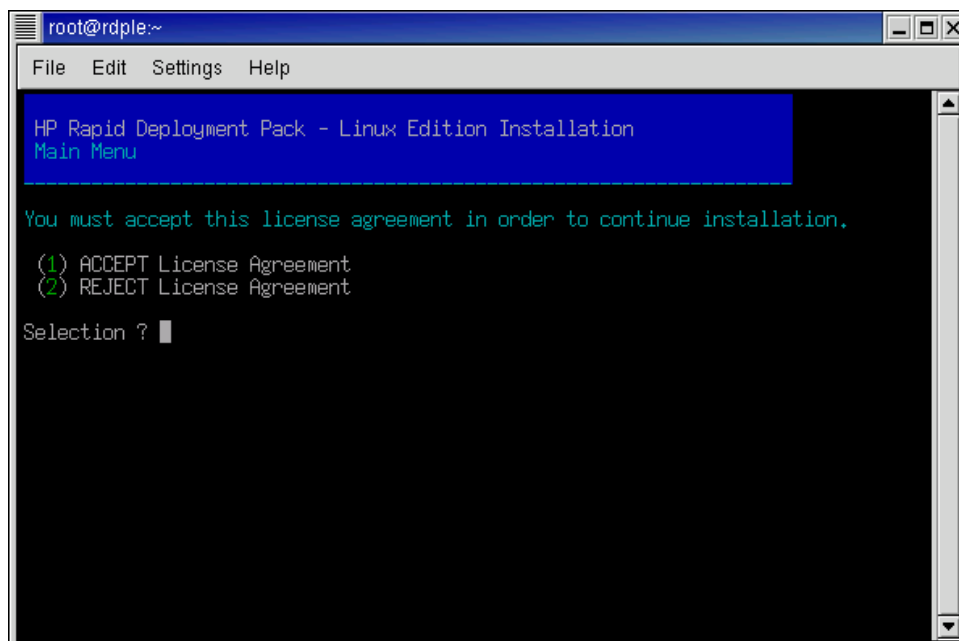 root@rdple:~
File Edit Settings Help
HP Rapid Deployment Pack - Linux Edition Installation
Main Menu
You must accept this license agreement in order to continue installation.
(1) ACCEPT License Agreement
(2) REJECT License Agreement
Selection ?